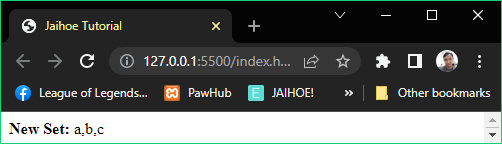 Jaihoe Tutorial
127.0.0.1:5500/index.h...
League of Legends... PawHub E JAIHOE! » Other bookmarks
New Set: a,b,c